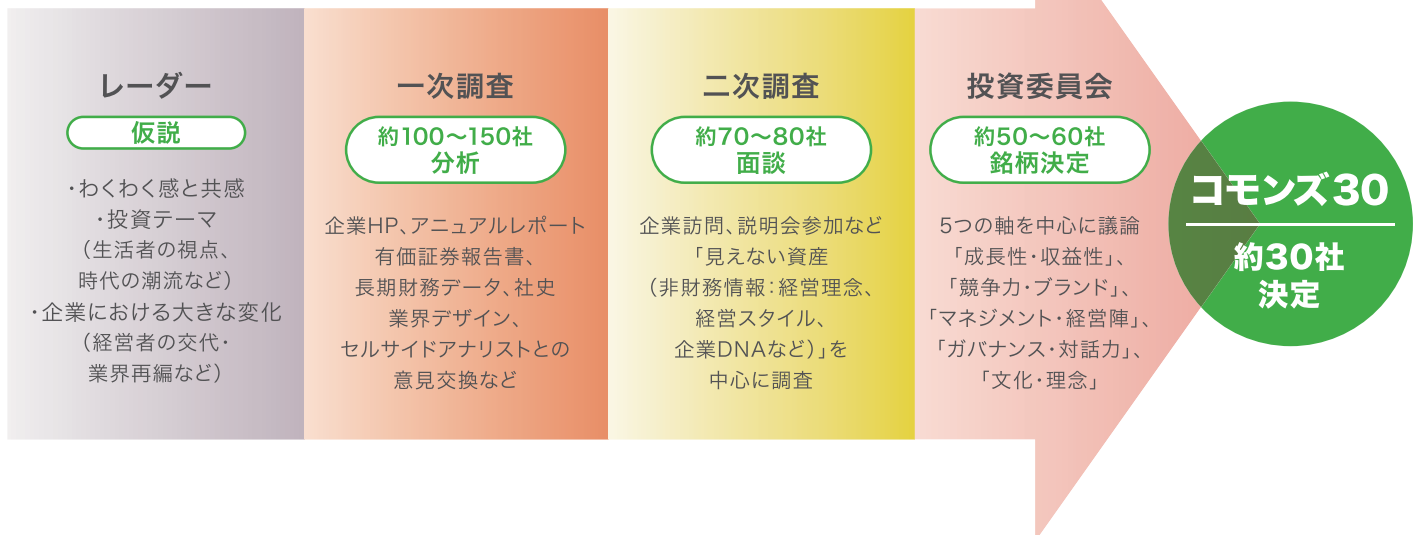 レーダー
仮説
・わくわく感と共感
・投資テーマ
（生活者の視点、
時代の潮流など）
・企業における大きな変化
（経営者の交代・
業界再編など）
一次調査
約100〜150社
分析
企業HP、アニュアルレポート
有価証券報告書、
長期財務データ、社史
業界デザイン、
セルサイドアナリストとの
意見交換など
二次調査
約70〜80社
面談
企業訪問、説明会参加など
「見えない資産
（非財務情報：経営理念、
経営スタイル、
企業DNAなど）」を
中心に調査
投資委員会
約50〜60社
銘柄決定
5つの軸を中心に議論
「成長性・収益性」、
「競争力・ブランド」、
「マネジメント・経営陣」、
「ガバナンス・対話力」、
「文化・理念」
コモンズ30
約30社
決定